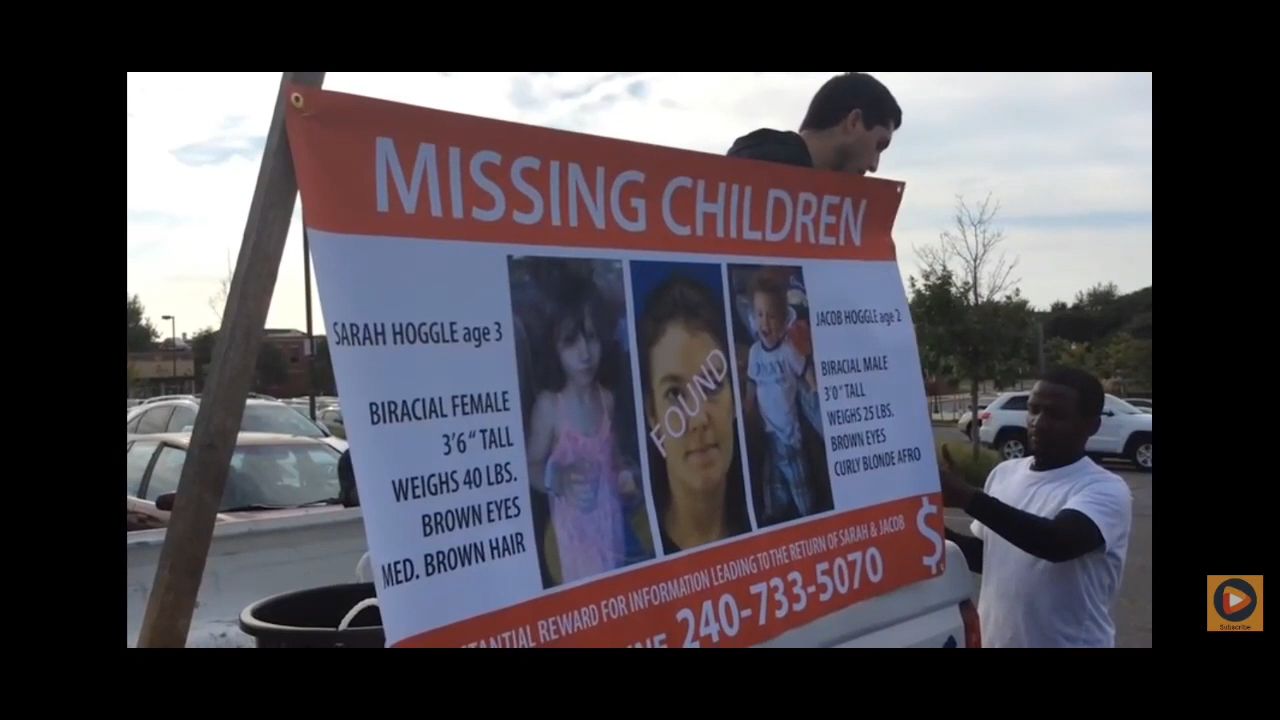 MISSING CHILDREN
SARAH HOGGLE age 3
BIRACIAL FEMALE
3'6" TALL
WEIGHS 40 LBS.
BROWN EYES
MED. BROWN HAIR
FOUND
JACOB HOGGLE age 2
BIRACIAL MALE
3'0" TALL
WEIGHS 25 LBS.
BROWN EYES
CURLY BLONDE AFRO
REWARD FOR INFORMATION LEADING TO THE RETURN OF SARAH & JACOB
240-733-5070
$
Subscribe